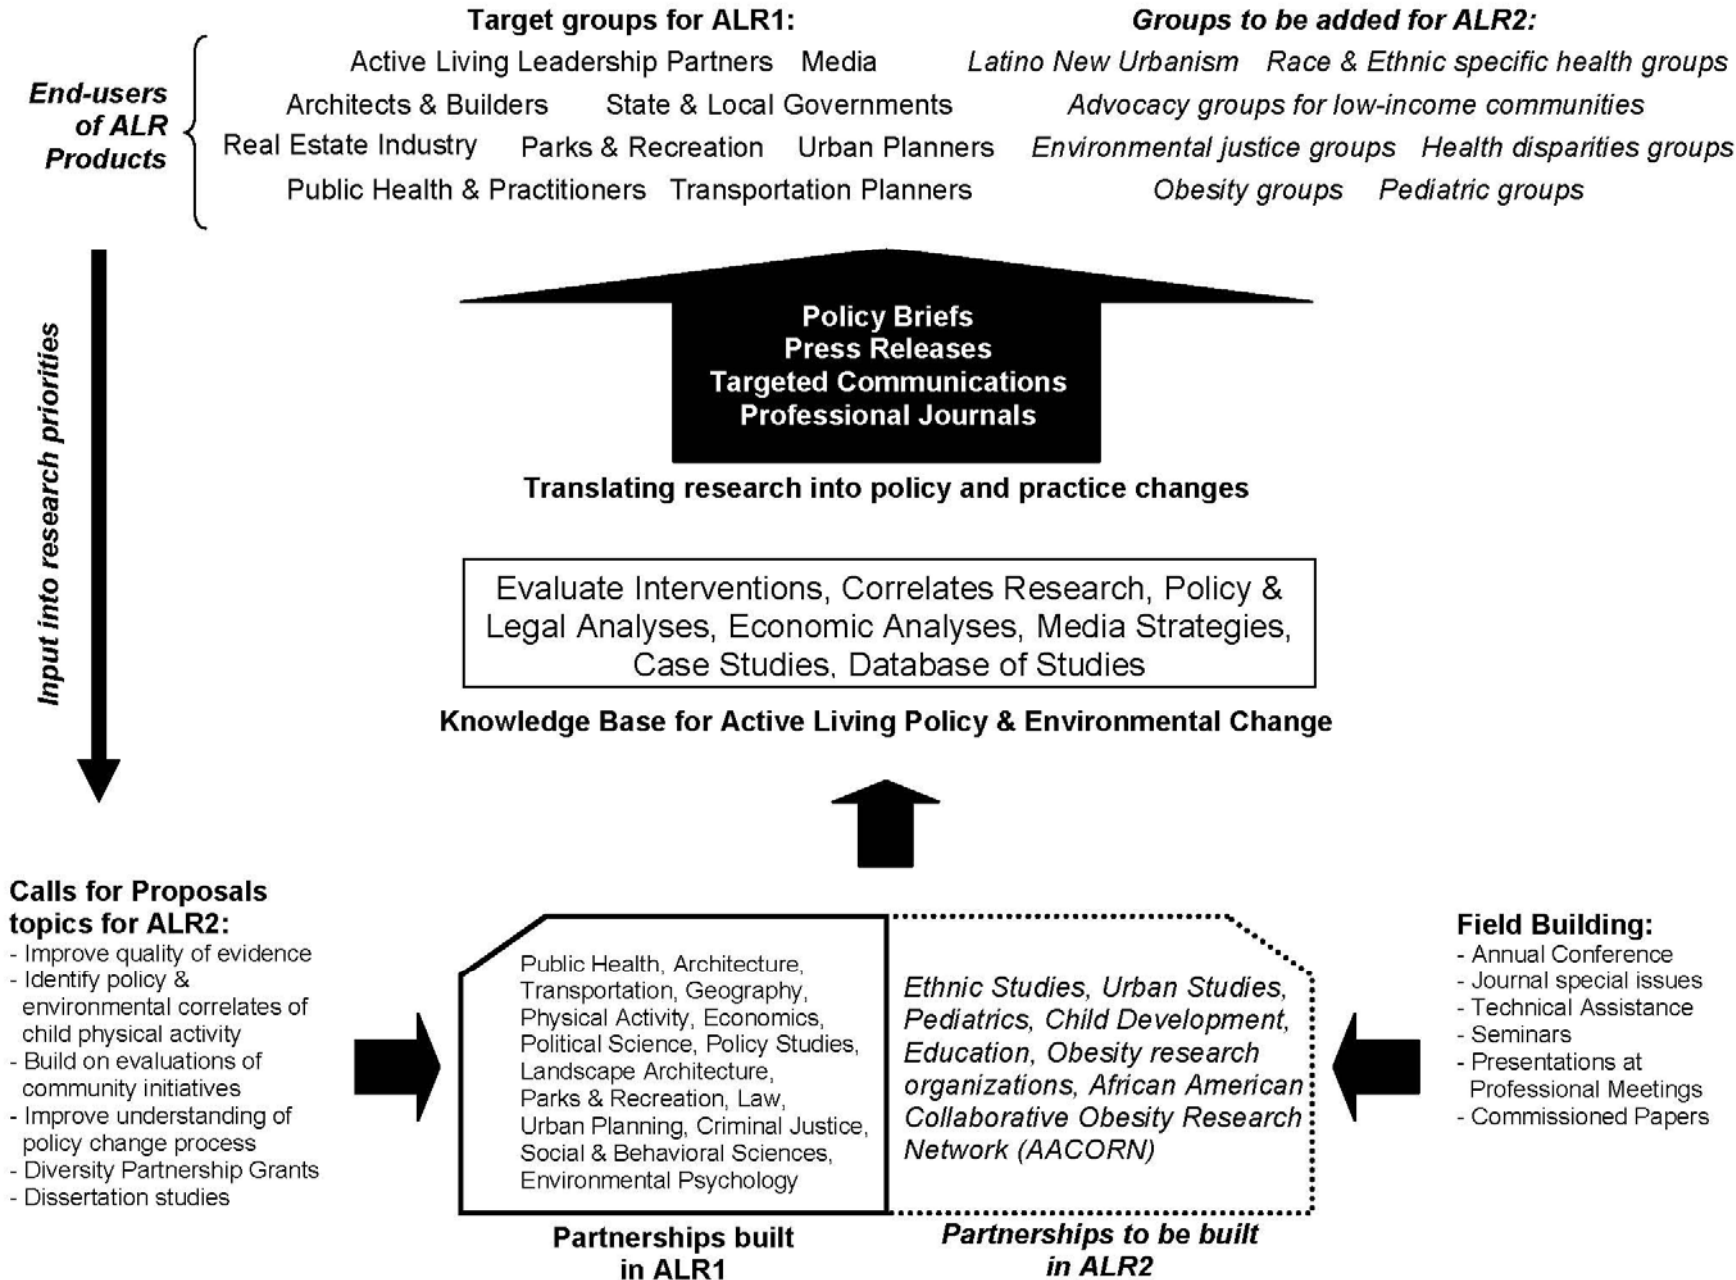 Target groups for ALR1:
Groups to be added for ALR2:
End-users
of ALR
Products
Active Living Leadership Partners Media
Architects & Builders State & Local Governments
Real Estate Industry Parks & Recreation Urban Planners
Public Health & Practitioners Transportation Planners
Latino New Urbanism Race & Ethnic specific health groups
Advocacy groups for low-income communities
Environmental justice groups Health disparities groups
Obesity groups Pediatric groups
Input into research priorities
Policy Briefs
Press Releases
Targeted Communications
Professional Journals
Translating research into policy and practice changes
Evaluate Interventions, Correlates Research, Policy &
Legal Analyses, Economic Analyses, Media Strategies,
Case Studies, Database of Studies
Knowledge Base for Active Living Policy & Environmental Change
Calls for Proposals
topics for ALR2:
- Improve quality of evidence
- Identify policy &
environmental correlates of
child physical activity
- Build on evaluations of
community initiatives
- Improve understanding of
policy change process
- Diversity Partnership Grants
- Dissertation studies
Public Health, Architecture,
Transportation, Geography,
Physical Activity, Economics,
Political Science, Policy Studies,
Landscape Architecture,
Parks & Recreation, Law,
Urban Planning, Criminal Justice,
Social & Behavioral Sciences,
Environmental Psychology
Partnerships built
in ALR1
Ethnic Studies, Urban Studies,
Pediatrics, Child Development,
Education, Obesity research
organizations, African American
Collaborative Obesity Research
Network (AACORN)
Partnerships to be built
in ALR2
Field Building:
- Annual Conference
- Journal special issues
- Technical Assistance
- Seminars
- Presentations at
Professional Meetings
- Commissioned Papers